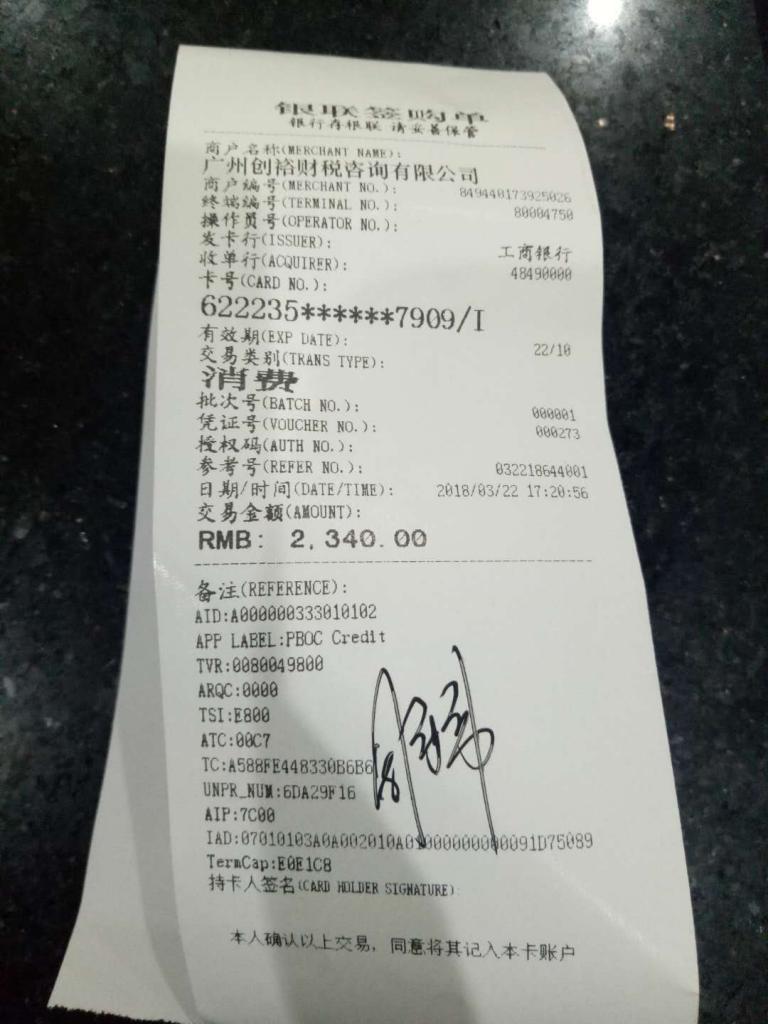 银联签购单
银行存根联 请妥善保管
商户名称(MERCHANT NAME):
广州创裕财税咨询有限公司
商户编号(MERCHANT NO.): 849440173925026
终端编号(TERMINAL NO.): 80004750
操作员号(OPERATOR NO.):
发卡行(ISSUER): 工商银行
收单行(ACQUIRER): 48490000
卡号(CARD NO.):
622235******7909/I
有效期(EXP DATE): 22/10
交易类别(TRANS TYPE):
消费
批次号(BATCH NO.): 000001
凭证号(VOUCHER NO.): 000273
授权码(AUTH NO.):
参考号(REFER NO.): 032218644001
日期/时间(DATE/TIME): 2018/03/22 17:20:56
交易金额(AMOUNT):
RMB: 2,340.00
备注(REFERENCE):
AID:A000000333010102
APP LABEL:PBOC Credit
TVR:0080049800
ARQC:0000
TSI:E800
ATC:00C7
TC:A588FE448330B6B6
UNPR_NUM:6DA29F16
AIP:7C00
IAD:07010103A0A002010A01000000000091D75089
TermCap:E0E1C8
持卡人签名(CARD HOLDER SIGNATURE):
本人确认以上交易, 同意将其记入本卡账户